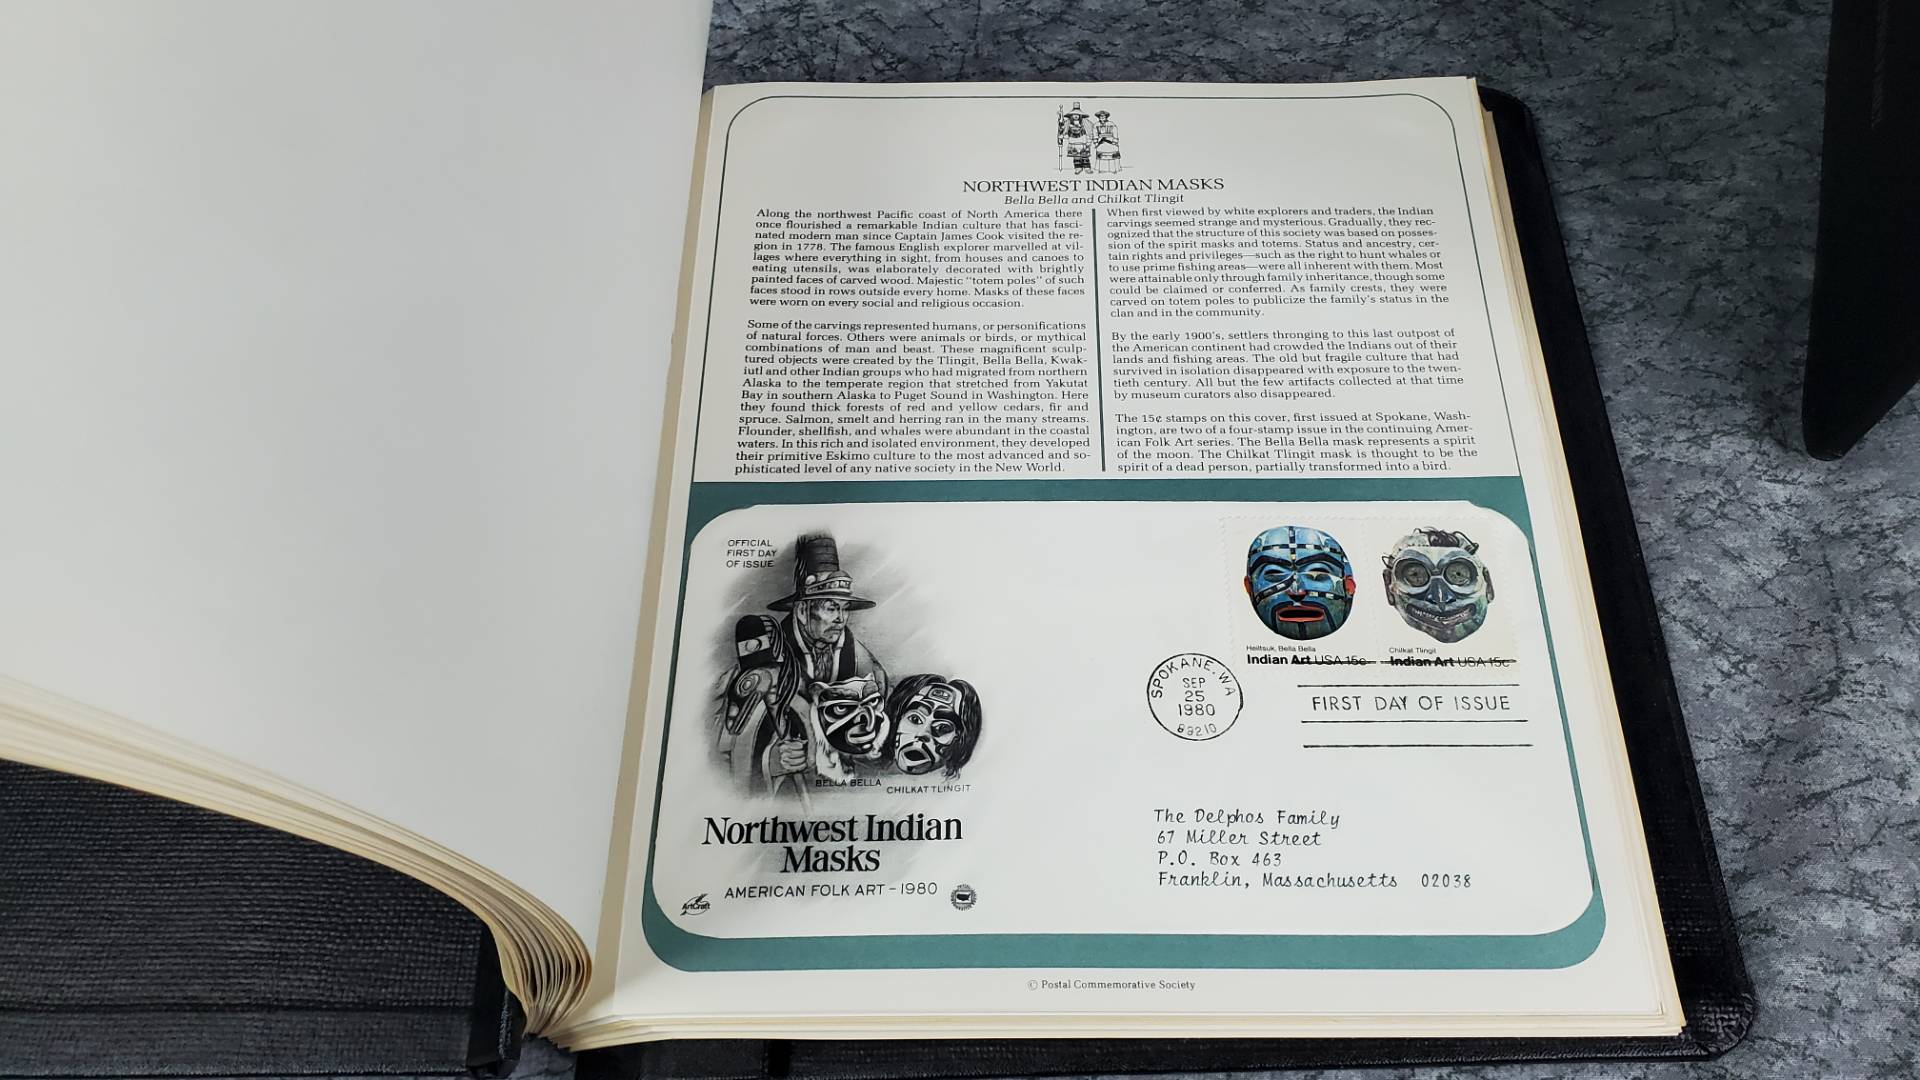 NORTHWEST INDIAN MASKS
Bella Bella and Chilkat Tlingit
Along the northwest Pacific coast of North America there
once flourished a remarkable Indian culture that has fasci-
nated modern man since Captain James Cook visited the re-
gion in 1778. The famous English explorer marvelled at vil-
lages where everything in sight, from houses and canoes to
eating utensils, was elaborately decorated with brightly
painted faces of carved wood. Majestic "totem poles" of such
faces stood in rows outside every home. Masks of these faces
were worn on every social and religious occasion.
Some of the carvings represented humans, or personifications
of natural forces. Others were animals or birds, or mythical
combinations of man and beast. These magnificent sculp-
tured objects were created by the Tlingit, Bella Bella, Kwak-
iutl and other Indian groups who had migrated from northern
Alaska to the temperate region that stretched from Yakutat
Bay in southern Alaska to Puget Sound in Washington. Here
they found thick forests of red and yellow cedars, fir and
spruce. Salmon, smelt and herring ran in the many streams.
Flounder, shellfish, and whales were abundant in the coastal
waters. In this rich and isolated environment, they developed
their primitive Eskimo culture to the most advanced and so-
phisticated level of any native society in the New World.
When first viewed by white explorers and traders, the Indian
carvings seemed strange and mysterious. Gradually, they rec-
ognized that the structure of this society was based on posses-
sion of the spirit masks and totems. Status and ancestry, cer-
tain rights and privileges—such as the right to hunt whales or
to use prime fishing areas—were all inherent with them. Most
were attainable only through family inheritance, though some
could be claimed or conferred. As family crests, they were
carved on totem poles to publicize the family's status in the
clan and in the community.
By the early 1900's, settlers thronging to this last outpost of
the American continent had crowded the Indians out of their
lands and fishing areas. The old but fragile culture that had
survived in isolation disappeared with exposure to the twen-
tieth century. All but the few artifacts collected at that time
by museum curators also disappeared.
The 15¢ stamps on this cover, first issued at Spokane, Wash-
ington, are two of a four-stamp issue in the continuing Amer-
ican Folk Art series. The Bella Bella mask represents a spirit
of the moon. The Chilkat Tlingit mask is thought to be the
spirit of a dead person, partially transformed into a bird.
OFFICIAL
FIRST DAY
OF ISSUE
BELLA BELLA
CHILKAT TLINGIT
Northwest Indian
Masks
AMERICAN FOLK ART – 1980
ArtCraft
Heiltsuk, Bella Bella
Indian Art USA 15c
Chilkat Tlingit
Indian Art USA 15c
SPOKANE, WA
SEP
25
1980
99210
FIRST DAY OF ISSUE
The Delphos Family
67 Miller Street
P.O. Box 463
Franklin, Massachusetts 02038
© Postal Commemorative Society